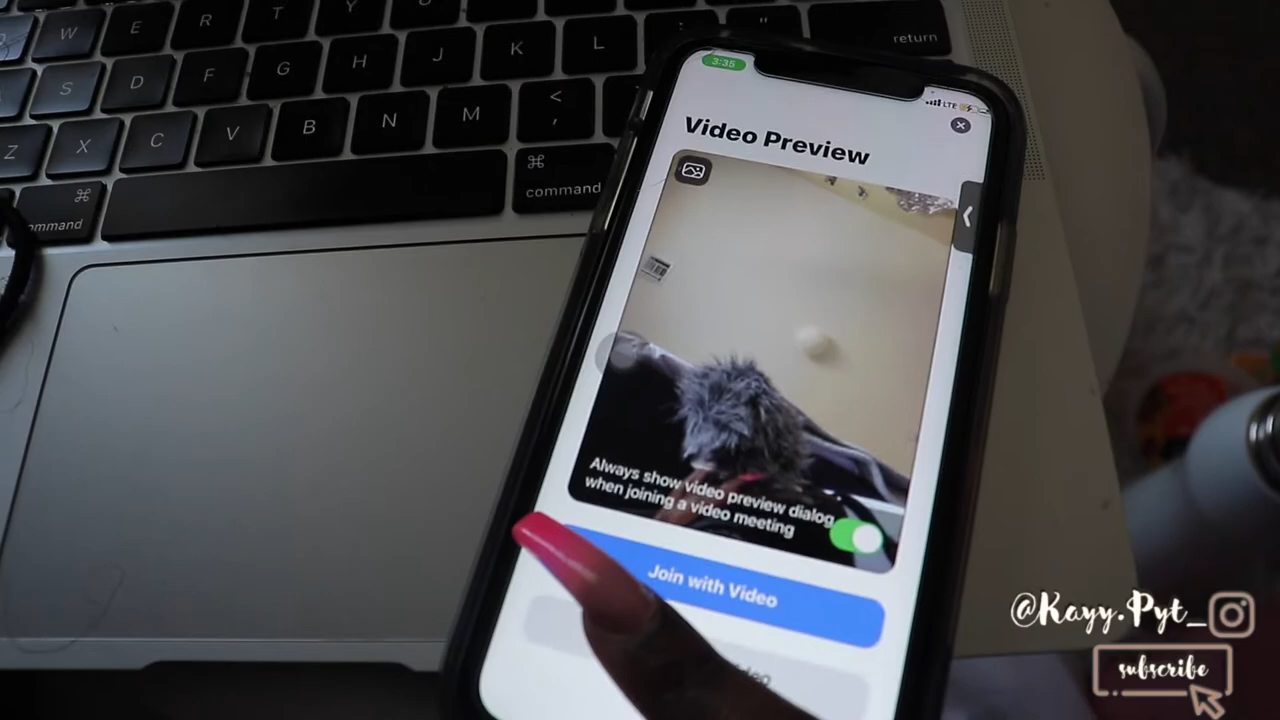 W E R T Y U
return
S D F G H J K L
Z X C V B N M < ,
⌘ ⌘
command
command
3:35
LTE
Video Preview
Always show video preview dialog
when joining a video meeting
Join with Video
@Kayy.Pyt_
subscribe